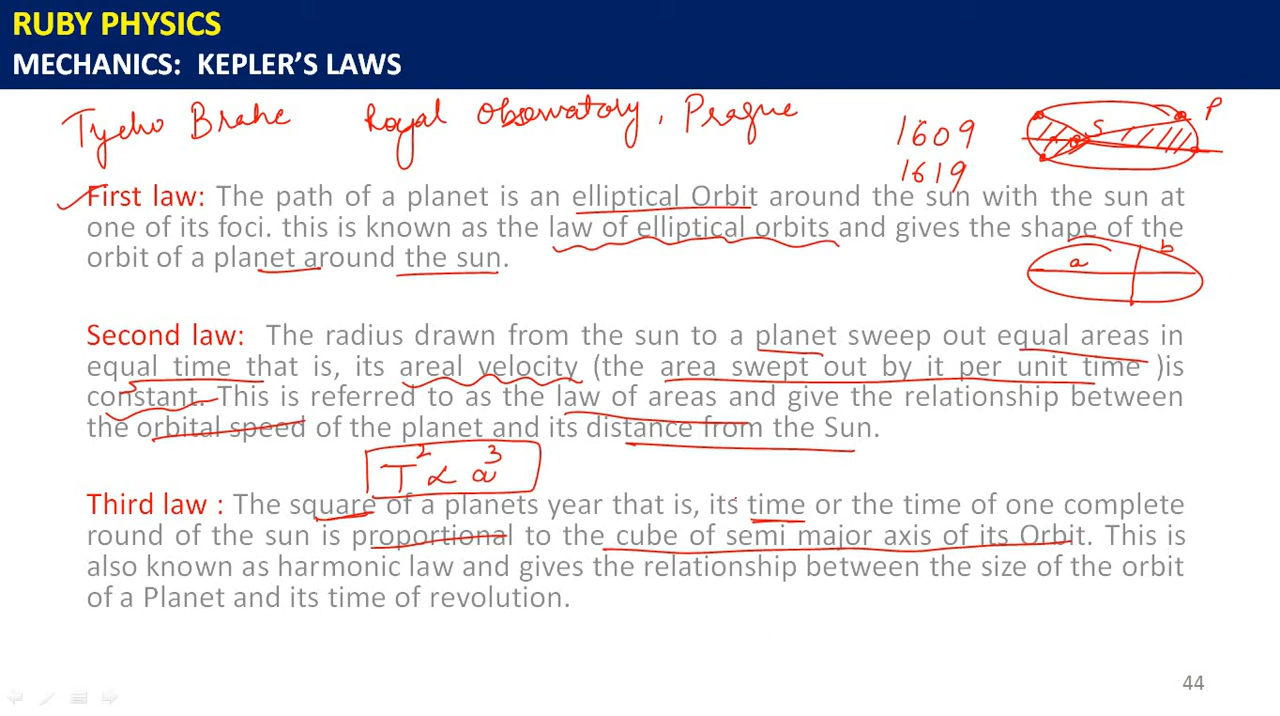 RUBY PHYSICS
MECHANICS: KEPLER'S LAWS
Tycho Brahe Royal Observatory, Prague
1609
1619
S
P
First law: The path of a planet is an elliptical Orbit around the sun with the sun at
one of its foci. this is known as the law of elliptical orbits and gives the shape of the
orbit of a planet around the sun.
a
b
Second law: The radius drawn from the sun to a planet sweep out equal areas in
equal time that is, its areal velocity (the area swept out by it per unit time )is
constant. This is referred to as the law of areas and give the relationship between
the orbital speed of the planet and its distance from the Sun.
T² ∝ a³
Third law : The square of a planets year that is, its time or the time of one complete
round of the sun is proportional to the cube of semi major axis of its Orbit. This is
also known as harmonic law and gives the relationship between the size of the orbit
of a Planet and its time of revolution.
44